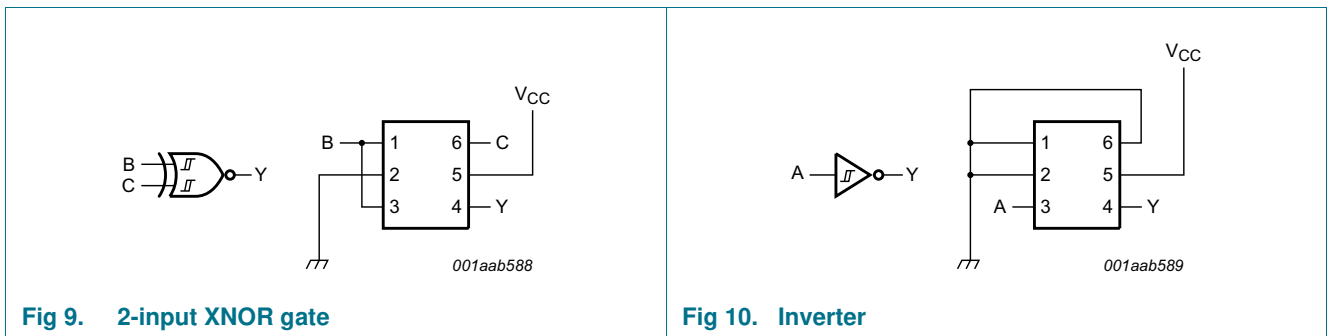 B
C
Y
B
1
2
3
6
5
4
C
Y
VCC
001aab588
Fig 9. 2-input XNOR gate
A
Y
A
1
2
3
6
5
4
Y
VCC
001aab589
Fig 10. Inverter